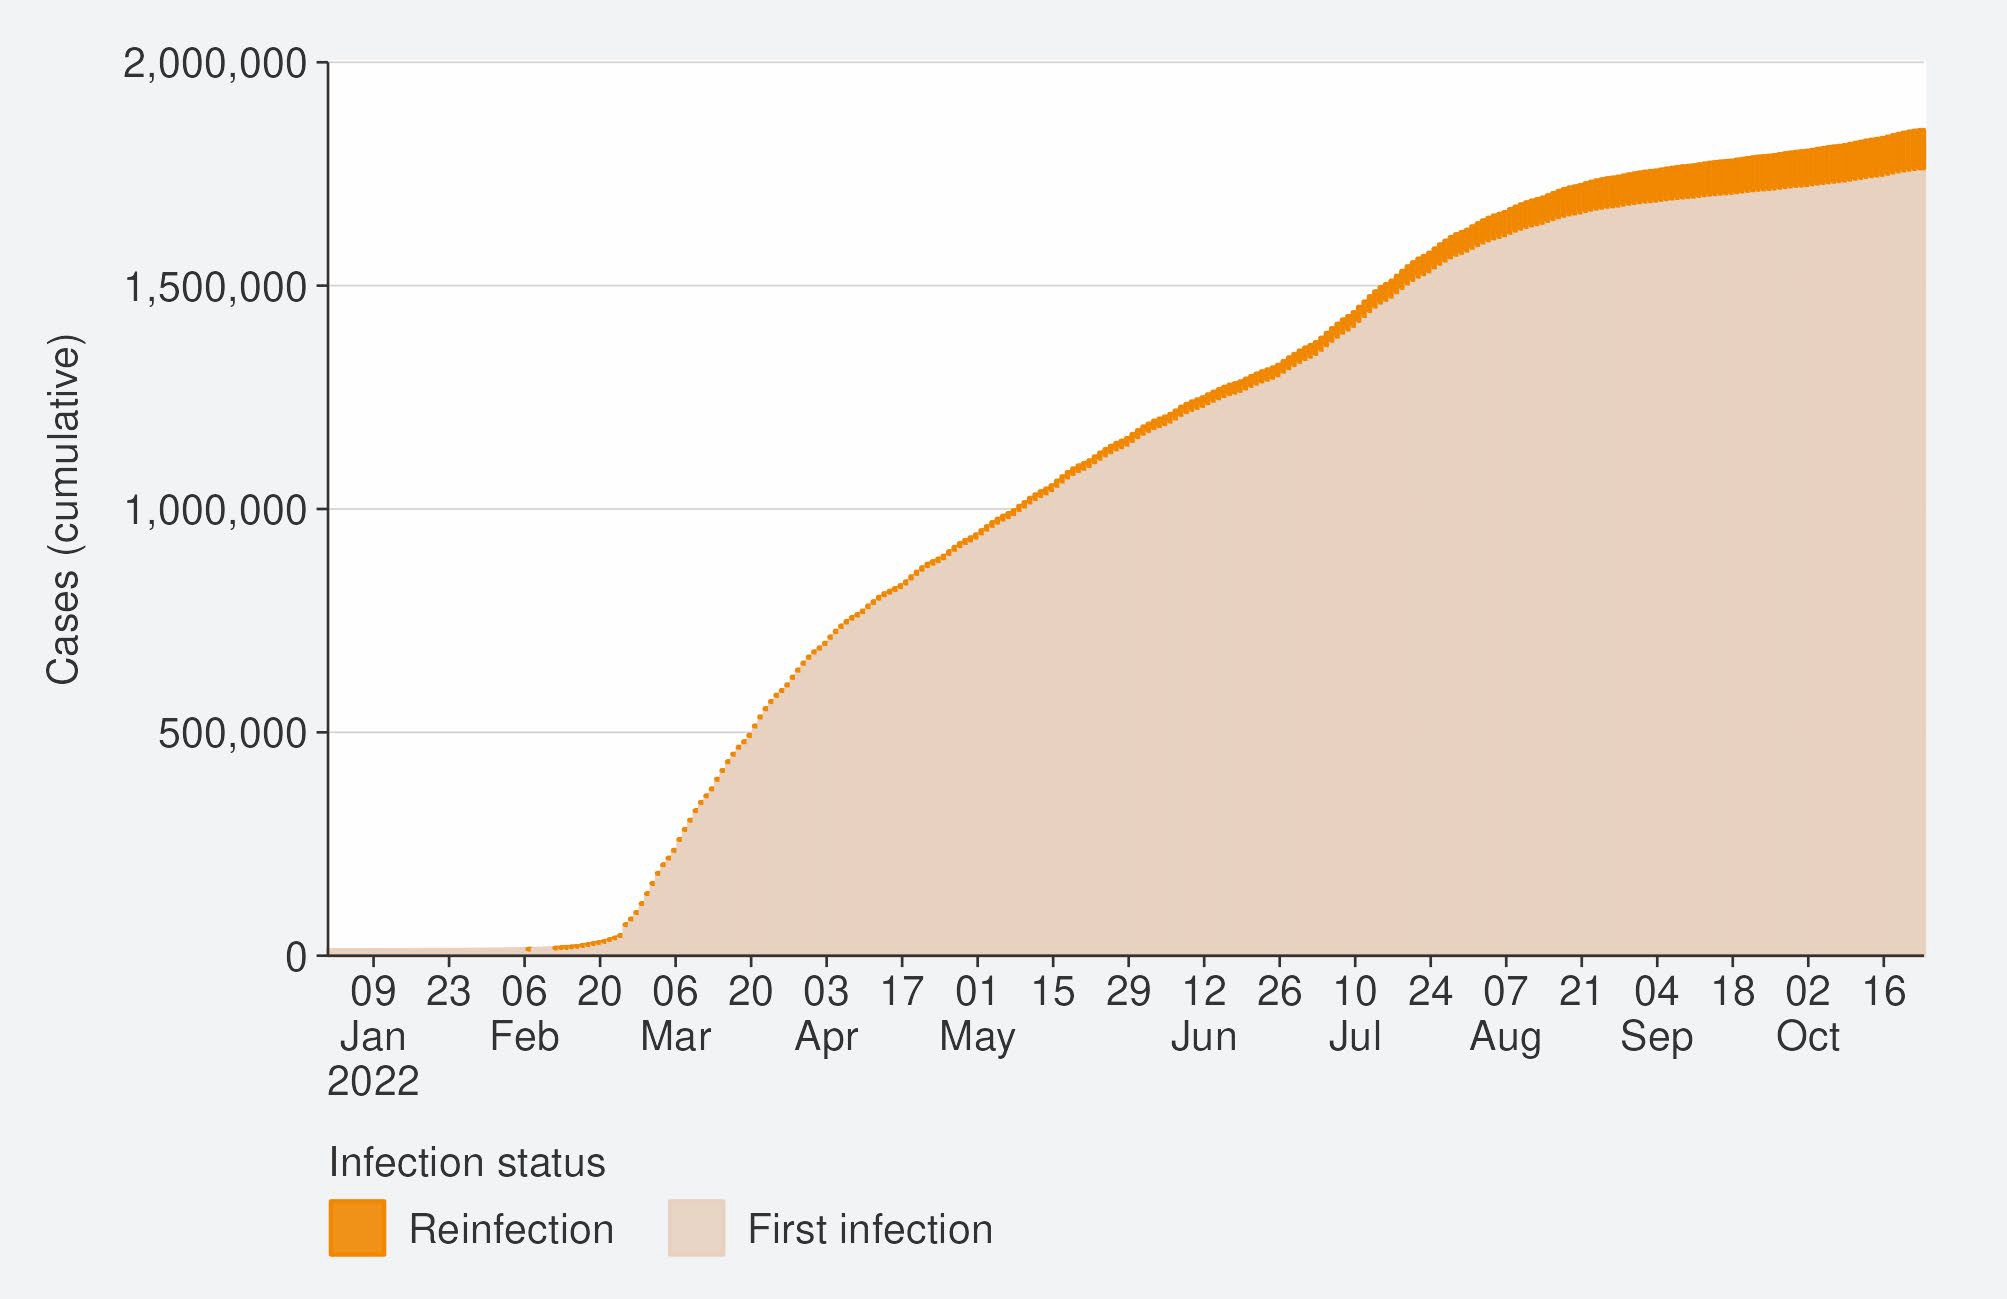 2,000,000
1,500,000
1,000,000
500,000
0
Cases (cumulative)
09 23 06 20 06 20 03 17 01 15 29 12 26 10 24 07 21 04 18 02 16
Jan Feb Mar Apr May Jun Jul Aug Sep Oct
2022
Infection status
Reinfection First infection